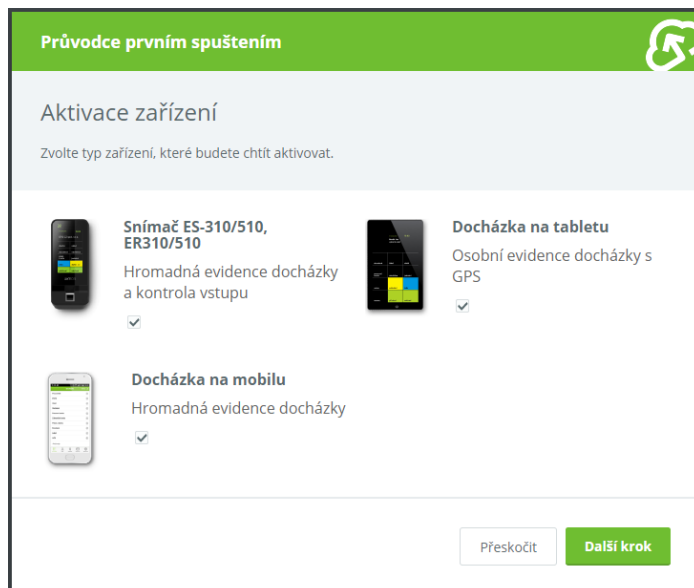 Průvodce prvním spuštením
Aktivace zařízení
Zvolte typ zařízení, které budete chtít aktivovat.
Snímač ES-310/510,
ER310/510
Hromadná evidence docházky
a kontrola vstupu
Docházka na tabletu
Osobní evidence docházky s
GPS
Docházka na mobilu
Hromadná evidence docházky
Přeskočit
Další krok